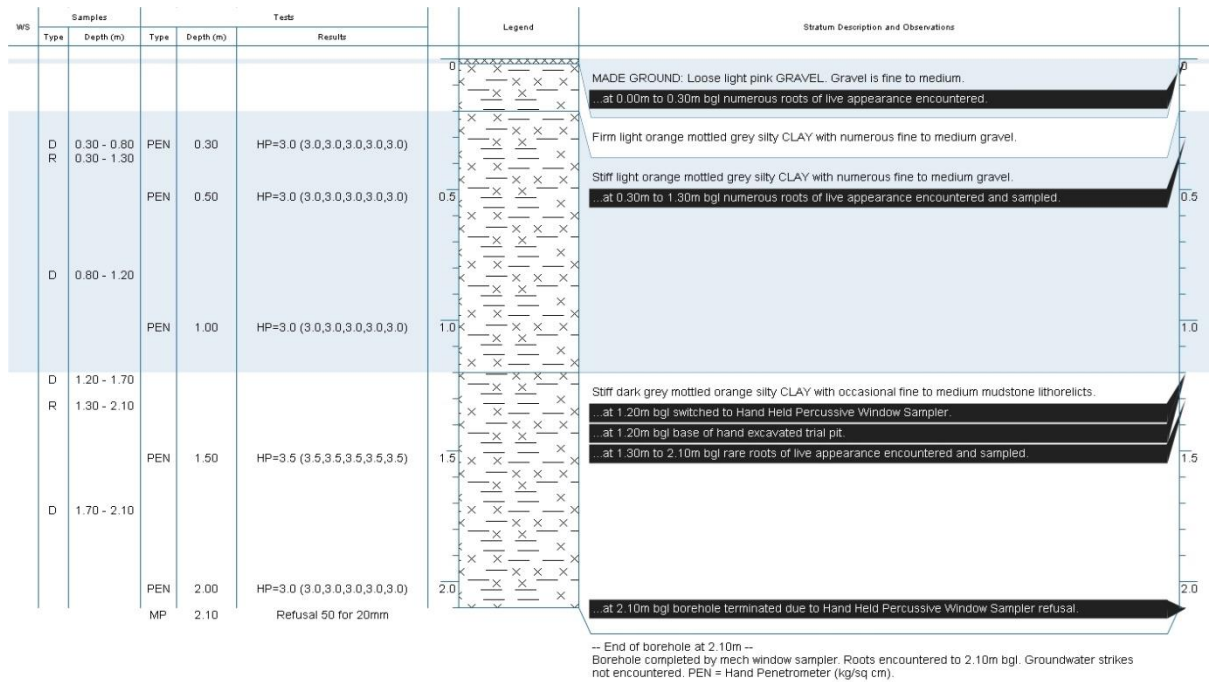 Samples Tests
WS Legend Stratum Description and Observations
Type Depth (m) Type Depth (m) Results
0 0
MADE GROUND: Loose light pink GRAVEL. Gravel is fine to medium.
...at 0.00m to 0.30m bgl numerous roots of live appearance encountered.
Firm light orange mottled grey silty CLAY with numerous fine to medium gravel.
D 0.30 - 0.80 PEN 0.30 HP=3.0 (3.0,3.0,3.0,3.0,3.0)
R 0.30 - 1.30
Stiff light orange mottled grey silty CLAY with numerous fine to medium gravel.
PEN 0.50 HP=3.0 (3.0,3.0,3.0,3.0,3.0) 0.5 ...at 0.30m to 1.30m bgl numerous roots of live appearance encountered and sampled. 0.5
D 0.80 - 1.20
PEN 1.00 HP=3.0 (3.0,3.0,3.0,3.0,3.0) 1.0 1.0
D 1.20 - 1.70
Stiff dark grey mottled orange silty CLAY with occasional fine to medium mudstone lithorelicts.
R 1.30 - 2.10 ...at 1.20m bgl switched to Hand Held Percussive Window Sampler.
...at 1.20m bgl base of hand excavated trial pit.
PEN 1.50 HP=3.5 (3.5,3.5,3.5,3.5,3.5) 1.5 ...at 1.30m to 2.10m bgl rare roots of live appearance encountered and sampled. 1.5
D 1.70 - 2.10
PEN 2.00 HP=3.0 (3.0,3.0,3.0,3.0,3.0) 2.0 2.0
...at 2.10m bgl borehole terminated due to Hand Held Percussive Window Sampler refusal.
MP 2.10 Refusal 50 for 20mm
-- End of borehole at 2.10m --
Borehole completed by mech window sampler. Roots encountered to 2.10m bgl. Groundwater strikes
not encountered. PEN = Hand Penetrometer (kg/sq cm).